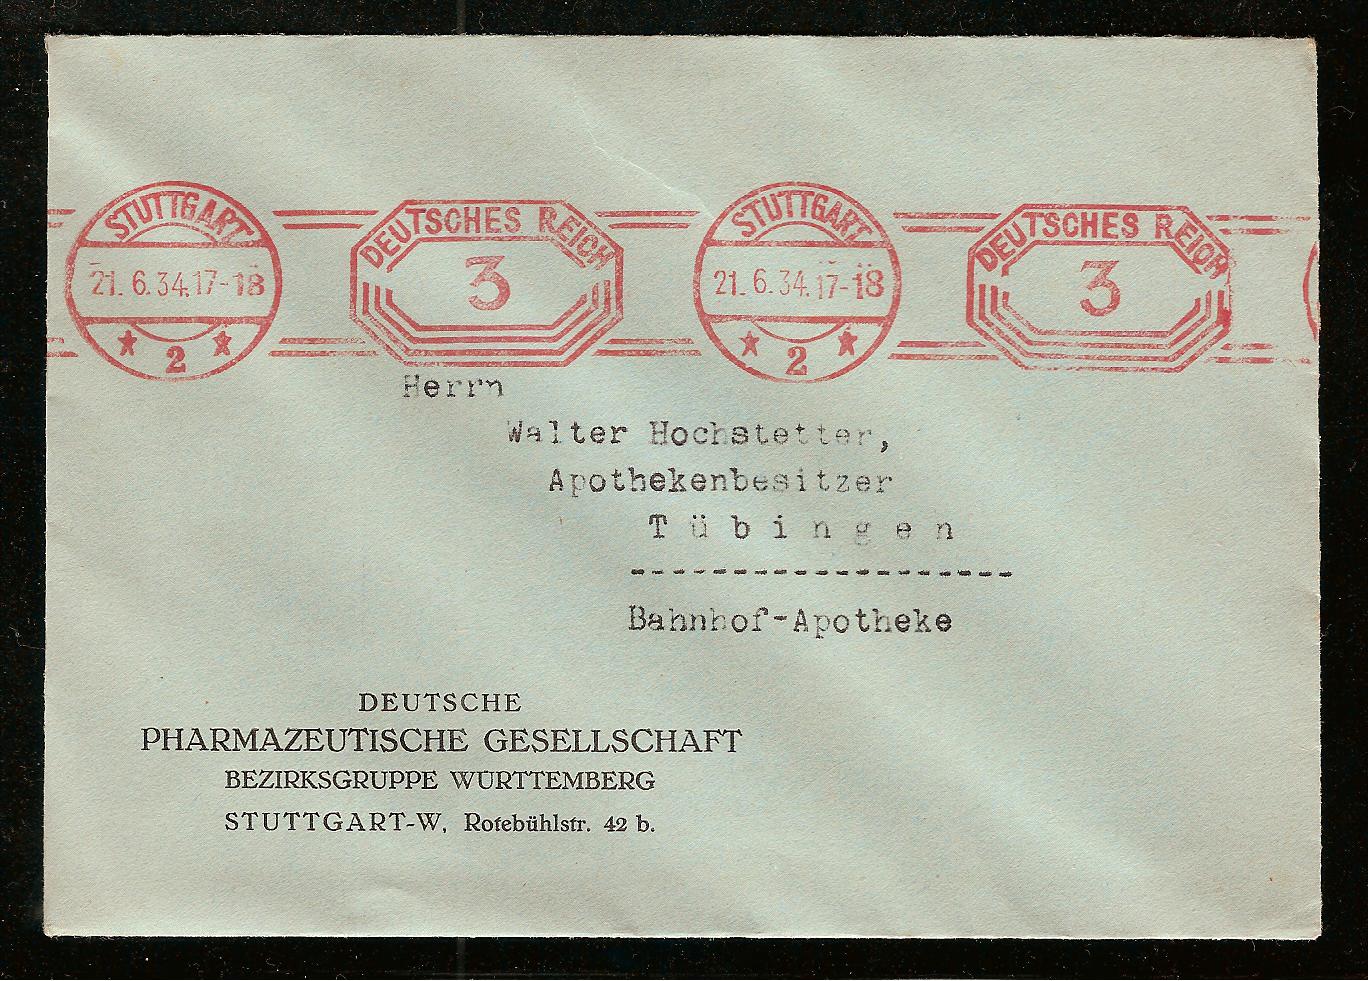 STUTTGART DEUTSCHES REICH STUTTGART DEUTSCHES REICH
21. 6. 34. 17-18 3 21. 6. 34. 17-18 3
* 2 * * 2 *
Herrn
Walter Hochstetter,
Apothekenbesitzer
Tübingen
-------------------
Bahnhof-Apotheke
DEUTSCHE
PHARMAZEUTISCHE GESELLSCHAFT
BEZIRKSGRUPPE WÜRTTEMBERG
STUTTGART-W, Rotebühlstr. 42 b.